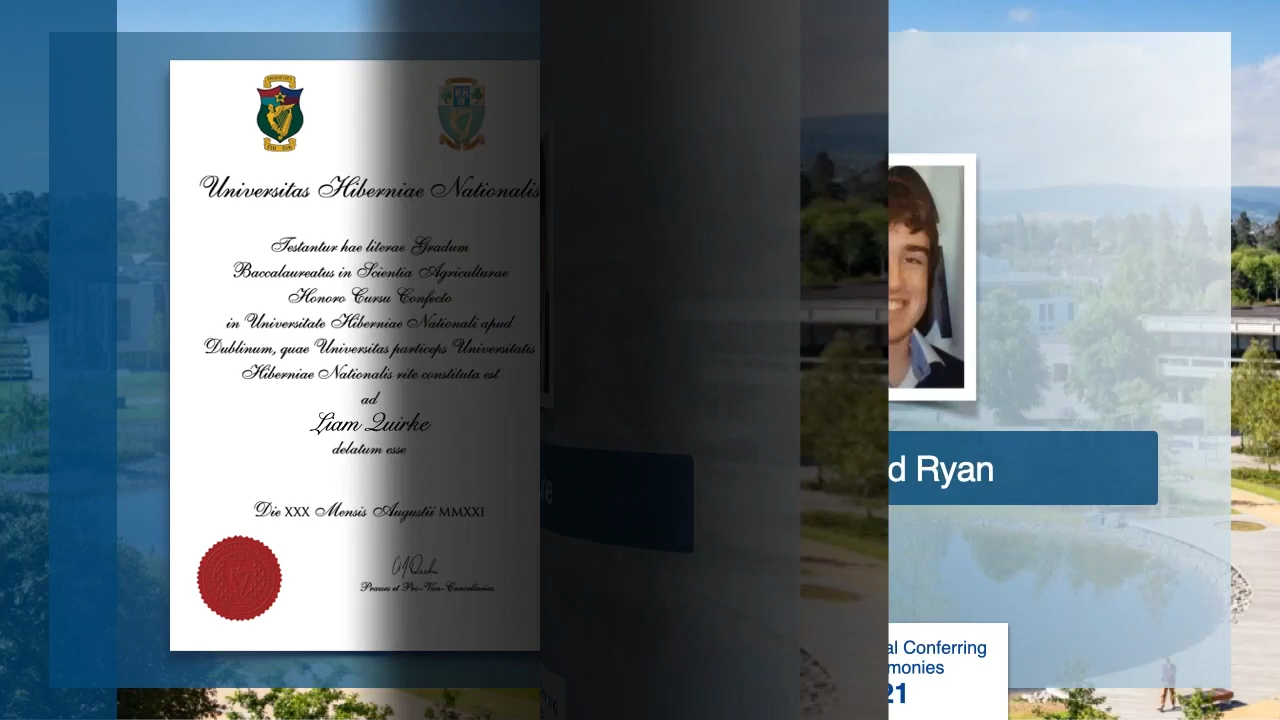 Universitas Hiberniae Nationalis
Testantur hae literae Gradum
Baccalaureatus in Scientia Agriculturae
Honoro Cursu Confecto
in Universitate Hiberniae Nationali apud
Dublinum, quae Universitas particeps Universitatis
Hiberniae Nationalis rite constituta est
ad
Liam Quirke
delatum esse
Die XXX Mensis Augustii MMXXI
Praeses et Pro-Vice-Cancellarius
d Ryan
al Conferring
monies
21